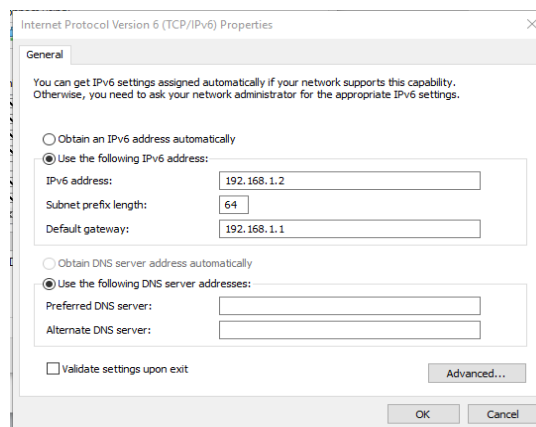 Internet Protocol Version 6 (TCP/IPv6) Properties
General
You can get IPv6 settings assigned automatically if your network supports this capability.
Otherwise, you need to ask your network administrator for the appropriate IPv6 settings.
Obtain an IPv6 address automatically
Use the following IPv6 address:
IPv6 address: 192.168.1.2
Subnet prefix length: 64
Default gateway: 192.168.1.1
Obtain DNS server address automatically
Use the following DNS server addresses:
Preferred DNS server:
Alternate DNS server:
Validate settings upon exit
Advanced...
OK Cancel